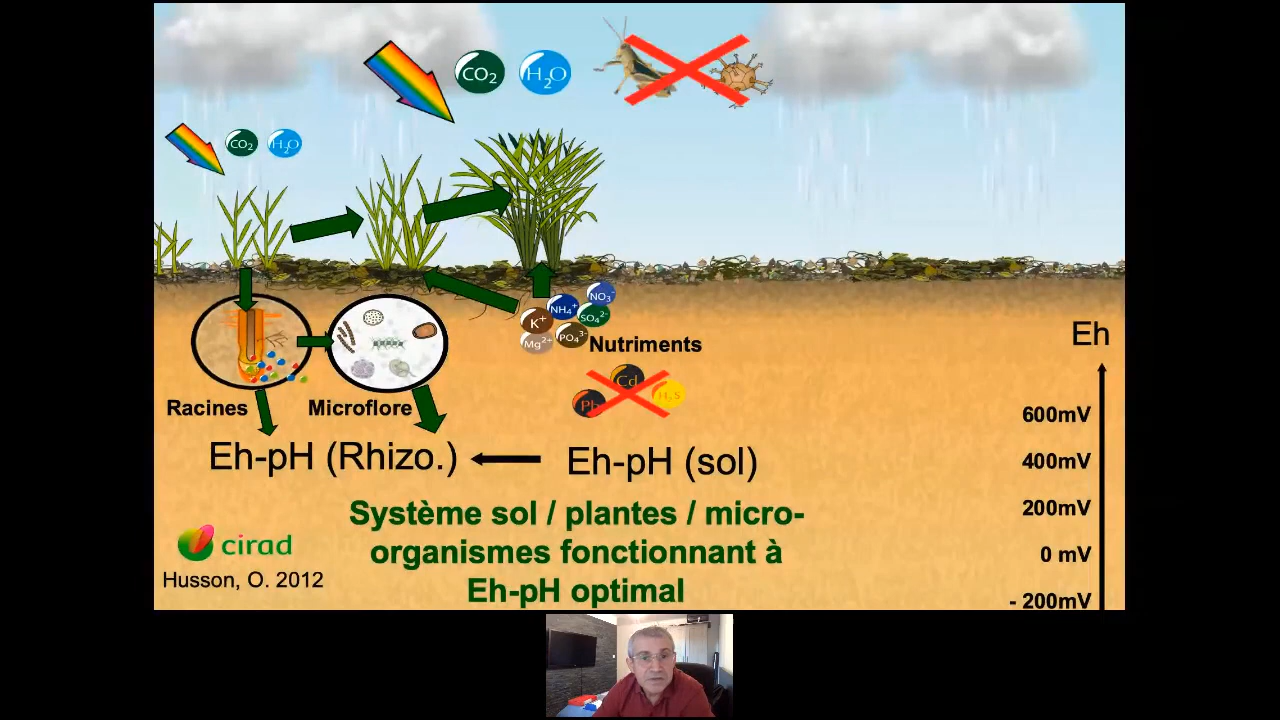 CO2
H2O
CO2
H2O
NO3-
NH4+
SO4 2-
K+
PO4 3-
Mg2+
Nutriments
Eh
Cd
Pb
H2S
Racines
Microflore
600mV
Eh-pH (Rhizo.)
Eh-pH (sol)
400mV
Système sol / plantes / micro-
organismes fonctionnant à
Eh-pH optimal
200mV
cirad
0 mV
Husson, O. 2012
- 200mV